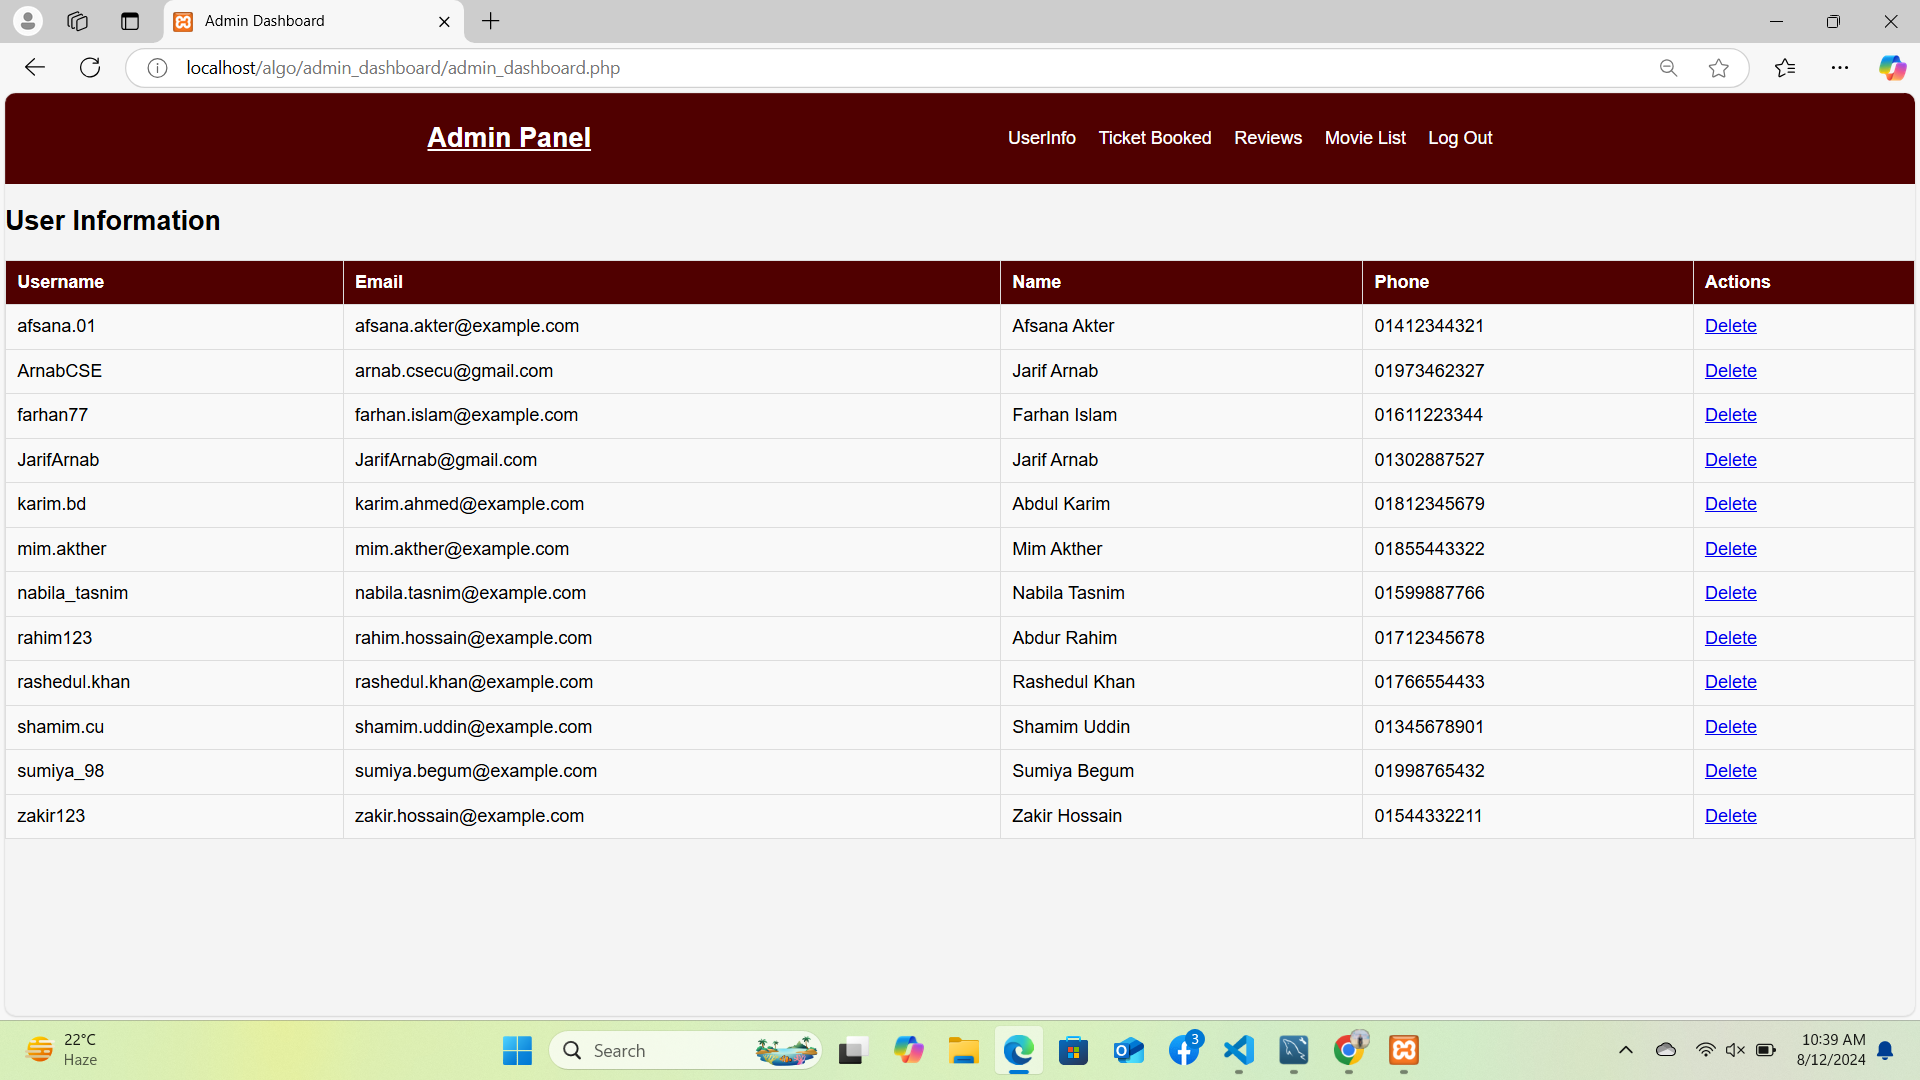 Admin Dashboard
localhost/algo/admin_dashboard/admin_dashboard.php
Admin Panel UserInfo Ticket Booked Reviews Movie List Log Out
User Information
Username Email Name Phone Actions
afsana.01 afsana.akter@example.com Afsana Akter 01412344321 Delete
ArnabCSE arnab.csecu@gmail.com Jarif Arnab 01973462327 Delete
farhan77 farhan.islam@example.com Farhan Islam 01611223344 Delete
JarifArnab JarifArnab@gmail.com Jarif Arnab 01302887527 Delete
karim.bd karim.ahmed@example.com Abdul Karim 01812345679 Delete
mim.akther mim.akther@example.com Mim Akther 01855443322 Delete
nabila_tasnim nabila.tasnim@example.com Nabila Tasnim 01599887766 Delete
rahim123 rahim.hossain@example.com Abdur Rahim 01712345678 Delete
rashedul.khan rashedul.khan@example.com Rashedul Khan 01766554433 Delete
shamim.cu shamim.uddin@example.com Shamim Uddin 01345678901 Delete
sumiya_98 sumiya.begum@example.com Sumiya Begum 01998765432 Delete
zakir123 zakir.hossain@example.com Zakir Hossain 01544332211 Delete
22°C
Haze
Search
3
10:39 AM
8/12/2024